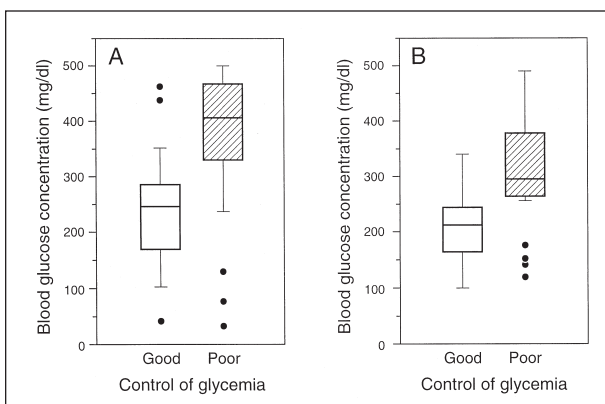 A
Blood glucose concentration (mg/dl)
500
400
300
200
100
0
Good Poor
Control of glycemia
B
Blood glucose concentration (mg/dl)
500
400
300
200
100
0
Good Poor
Control of glycemia